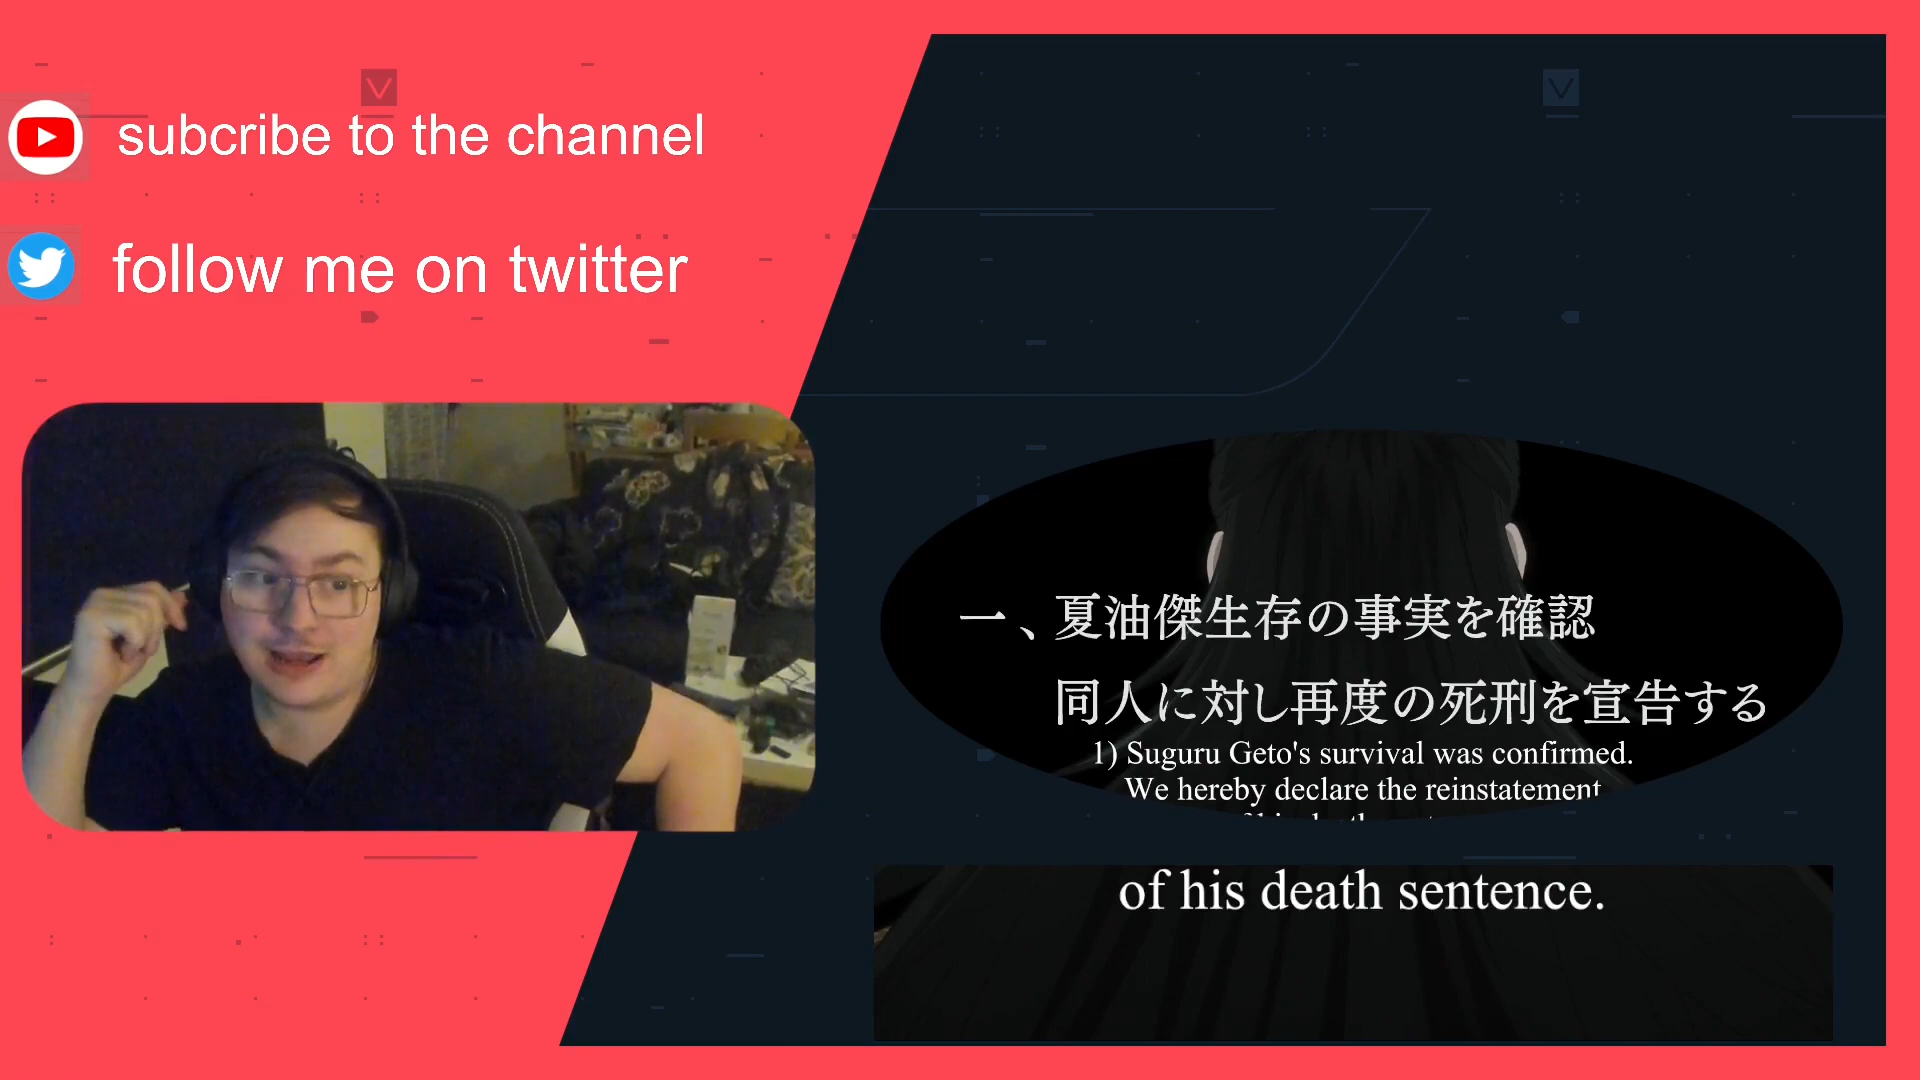 subcribe to the channel
follow me on twitter
一、夏油傑生存の事実を確認
同人に対し再度の死刑を宣告する
1) Suguru Geto's survival was confirmed.
We hereby declare the reinstatement
of his death sentence.